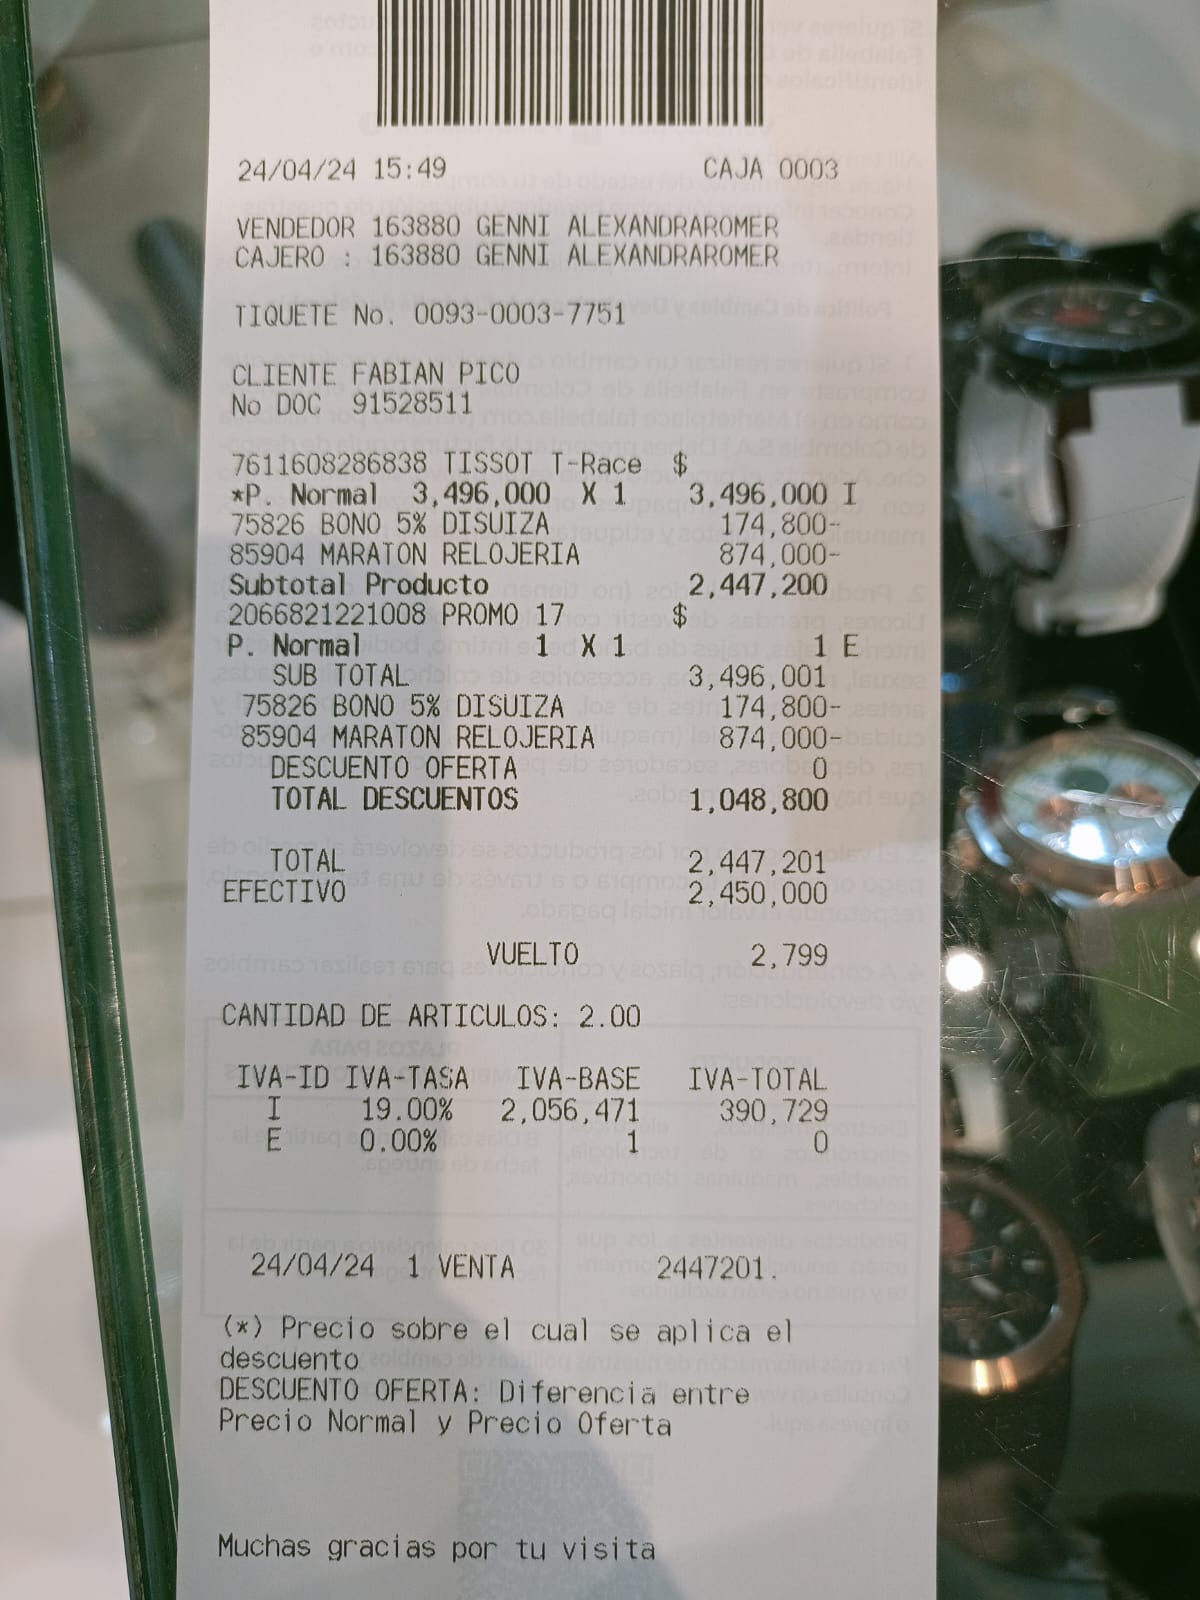 24/04/24 15:49 CAJA 0003
VENDEDOR 163880 GENNI ALEXANDRAROMER
CAJERO : 163880 GENNI ALEXANDRAROMER
TIQUETE No. 0093-0003-7751
CLIENTE FABIAN PICO
No DOC 91528511
7611608286838 TISSOT T-Race $
*P. Normal 3,496,000 X 1 3,496,000 I
75826 BONO 5% DISUIZA 174,800-
85904 MARATON RELOJERIA 874,000-
Subtotal Producto 2,447,200
2066821221008 PROMO 17 $
P. Normal 1 X 1 1 E
SUB TOTAL 3,496,001
75826 BONO 5% DISUIZA 174,800-
85904 MARATON RELOJERIA 874,000-
DESCUENTO OFERTA 0
TOTAL DESCUENTOS 1,048,800
TOTAL 2,447,201
EFECTIVO 2,450,000
VUELTO 2,799
CANTIDAD DE ARTICULOS: 2.00
IVA-ID IVA-TASA IVA-BASE IVA-TOTAL
I 19.00% 2,056,471 390,729
E 0.00% 1 0
24/04/24 1 VENTA 2447201.
(*) Precio sobre el cual se aplica el
descuento
DESCUENTO OFERTA: Diferencia entre
Precio Normal y Precio Oferta
Muchas gracias por tu visita